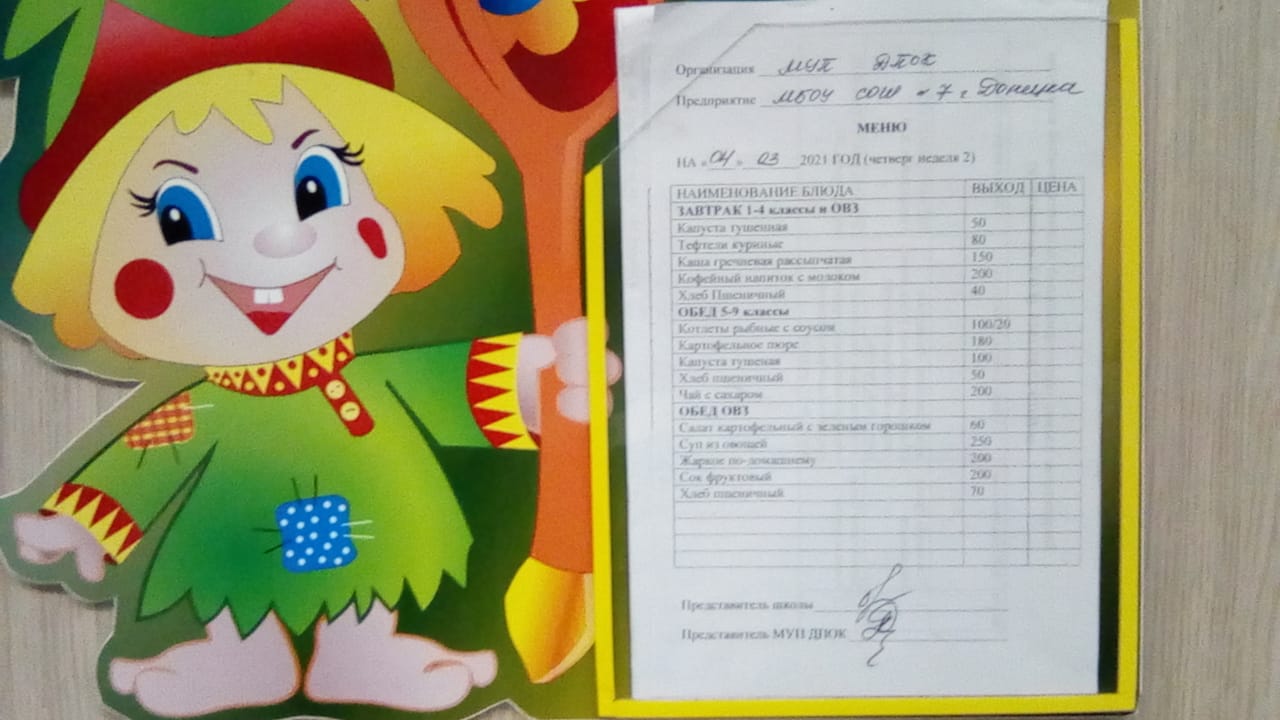 Организация МУП ДПОК
Предприятие МБОУ СОШ № 7 г Донецка
МЕНЮ
НА «04» 03 2021 ГОД (четверг неделя 2)
НАИМЕНОВАНИЕ БЛЮДА ВЫХОД ЦЕНА
ЗАВТРАК 1-4 классы и ОВЗ
Капуста тушенная 50
Тефтели куриные 80
Каша гречневая рассыпчатая 150
Кофейный напиток с молоком 200
Хлеб Пшеничный 40
ОБЕД 5-9 классы
Котлеты рыбные с соусом 100/20
Картофельное пюре 180
Капуста тушеная 100
Хлеб пшеничный 50
Чай с сахаром 200
ОБЕД ОВЗ
Салат картофельный с зеленым горошком 60
Суп из овощей 250
Жаркое по-домашнему 200
Сок фруктовый 200
Хлеб пшеничный 70
Представитель школы
Представитель МУП ДПОК